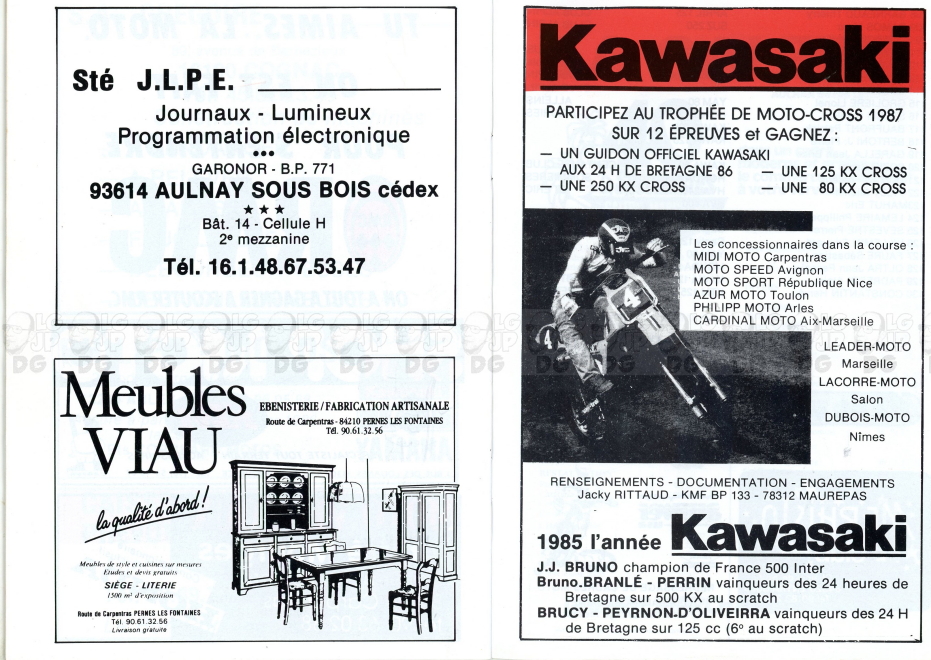 Sté J.L.P.E.
Journaux - Lumineux
Programmation électronique
•••
GARONOR - B.P. 771
93614 AULNAY SOUS BOIS cédex
★ ★ ★
Bât. 14 - Cellule H
2e mezzanine
Tél. 16.1.48.67.53.47
Meubles
VIAU
EBENISTERIE / FABRICATION ARTISANALE
Route de Carpentras - 84210 PERNES LES FONTAINES
Tél. 90.61.32.56
la qualité d'abord !
Meubles de style et cuisines sur mesures
Etudes et devis gratuits
SIÈGE - LITERIE
1500 m² d'exposition
Route de Carpentras PERNES LES FONTAINES
Tél. 90.61.32.56
Livraison gratuite
Kawasaki
PARTICIPEZ AU TROPHÉE DE MOTO-CROSS 1987
SUR 12 ÉPREUVES et GAGNEZ :
— UN GUIDON OFFICIEL KAWASAKI
AUX 24 H DE BRETAGNE 86 — UNE 125 KX CROSS
— UNE 250 KX CROSS — UNE 80 KX CROSS
Les concessionnaires dans la course :
MIDI MOTO Carpentras
MOTO SPEED Avignon
MOTO SPORT République Nice
AZUR MOTO Toulon
PHILIPP MOTO Arles
CARDINAL MOTO Aix-Marseille
LEADER-MOTO
Marseille
LACORRE-MOTO
Salon
DUBOIS-MOTO
Nîmes
4
4
RENSEIGNEMENTS - DOCUMENTATION - ENGAGEMENTS
Jacky RITTAUD - KMF BP 133 - 78312 MAUREPAS
1985 l'année Kawasaki
J.J. BRUNO champion de France 500 Inter
Bruno.BRANLÉ - PERRIN vainqueurs des 24 heures de
Bretagne sur 500 KX au scratch
BRUCY - PEYRNON-D'OLIVEIRRA vainqueurs des 24 H
de Bretagne sur 125 cc (6º au scratch)